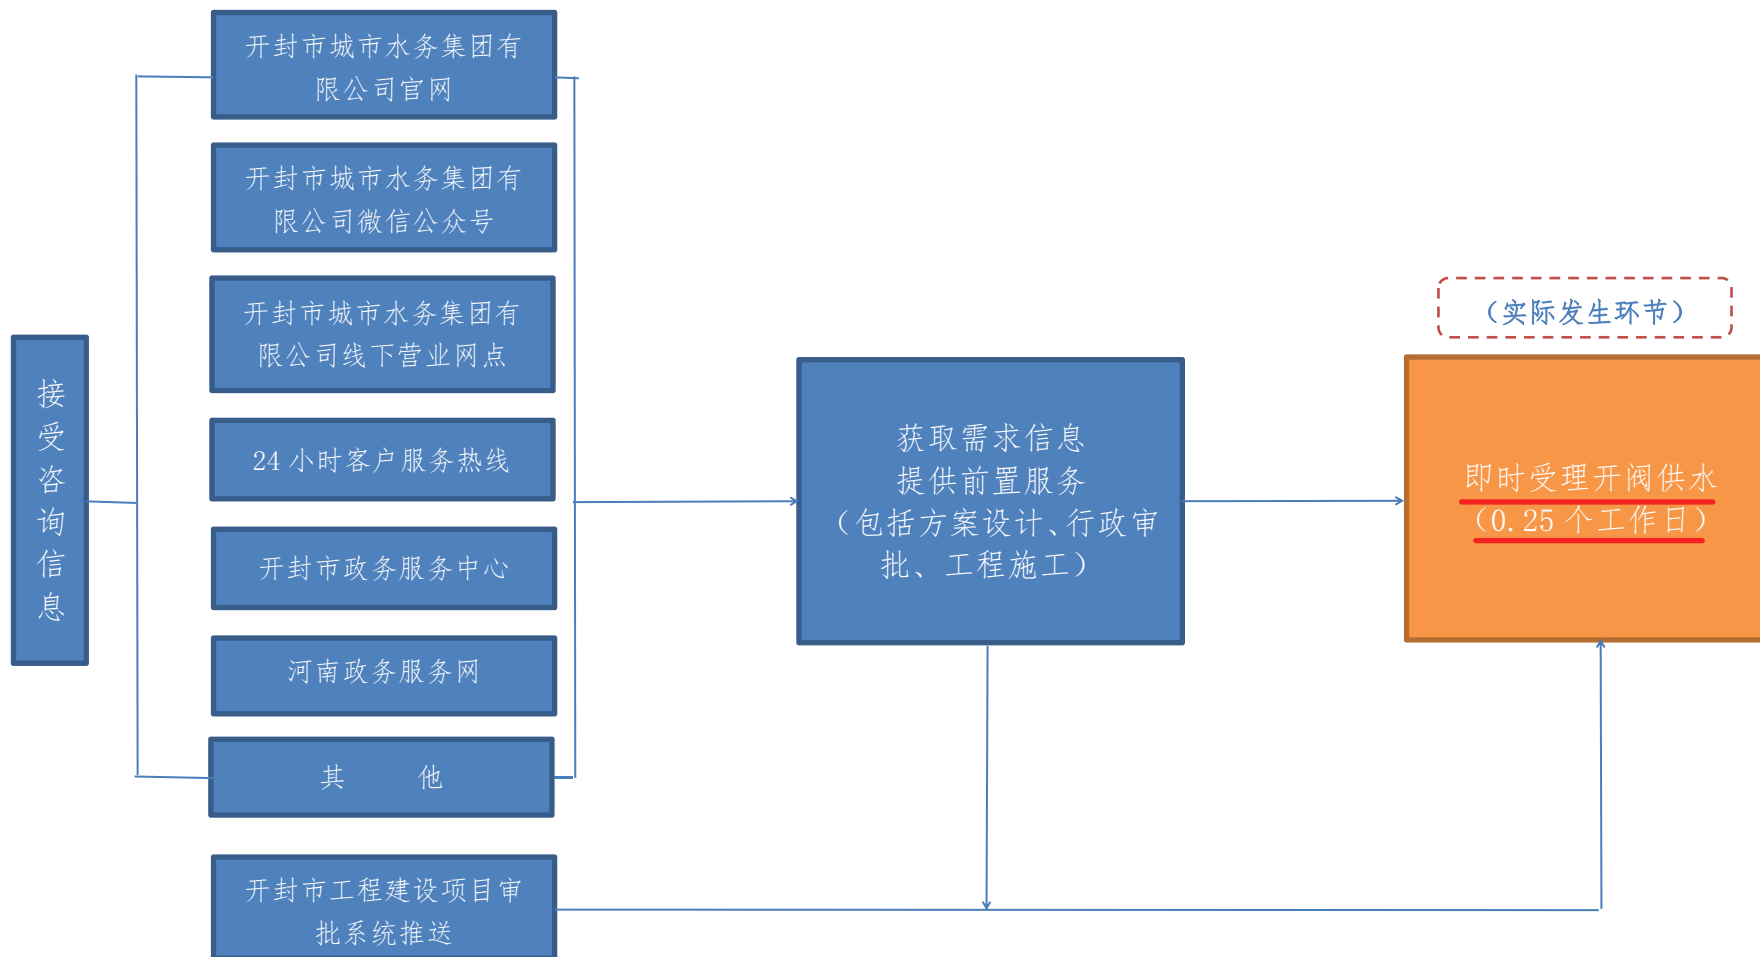 接
受
咨
询
信
息
开封市城市水务集团有
限公司官网
开封市城市水务集团有
限公司微信公众号
开封市城市水务集团有
限公司线下营业网点
24 小时客户服务热线
开封市政务服务中心
河南政务服务网
其 他
开封市工程建设项目审
批系统推送
获取需求信息
提供前置服务
（包括方案设计、行政审
批、工程施工）
（实际发生环节）
即时受理开阀供水
（0.25 个工作日）